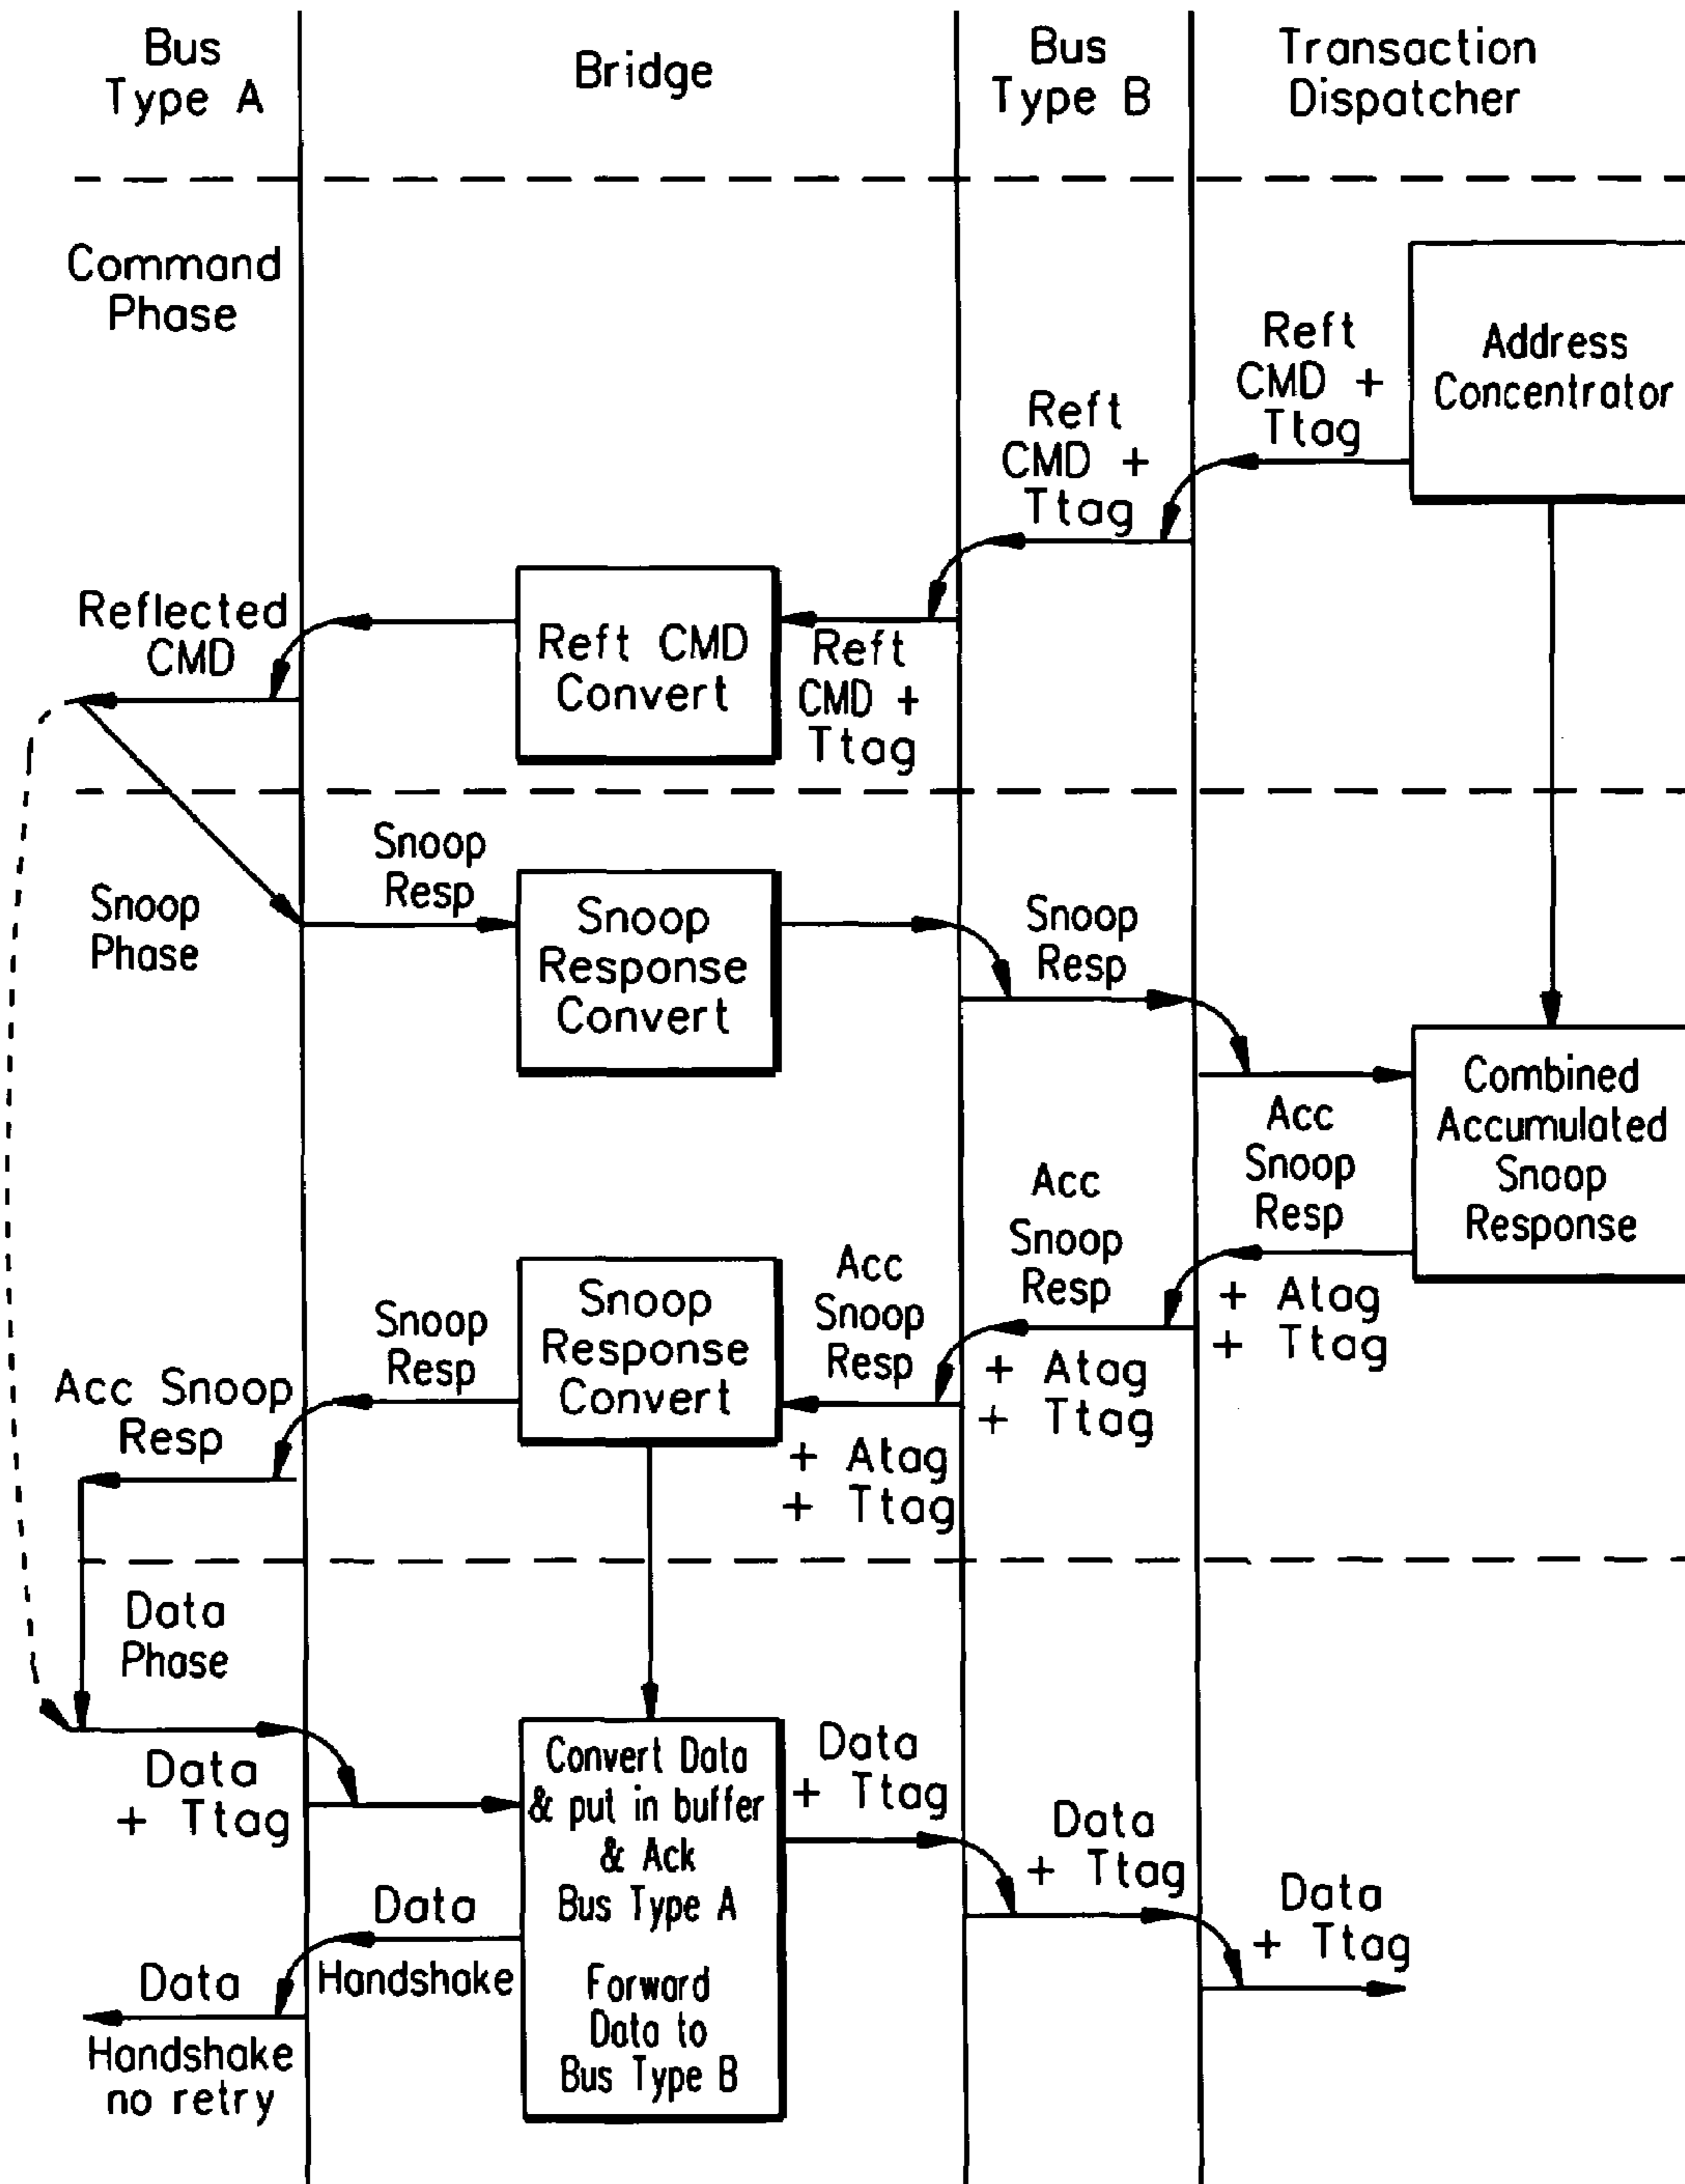 Bus
Type A
Bridge
Bus
Type B
Transaction
Dispatcher
Command
Phase
Address
Concentrator
Reft
CMD +
Ttag
Reft
CMD +
Ttag
Reft CMD
Convert
Reft
CMD +
Ttag
Reflected
CMD
Snoop
Phase
Snoop
Resp
Snoop
Response
Convert
Snoop
Resp
Combined
Accumulated
Snoop
Response
Acc
Snoop
Resp
+ Atag
+ Ttag
Acc
Snoop
Resp
+ Atag
+ Ttag
Acc
Snoop
Resp
+ Atag
+ Ttag
Snoop
Response
Convert
Snoop
Resp
Acc Snoop
Resp
Data
Phase
Data
+ Ttag
Convert Data
& put in buffer
& Ack
Bus Type A
Forward
Data to
Bus Type B
Data
+ Ttag
Data
+ Ttag
Data
+ Ttag
Data
Handshake
Data
Handshake
no retry